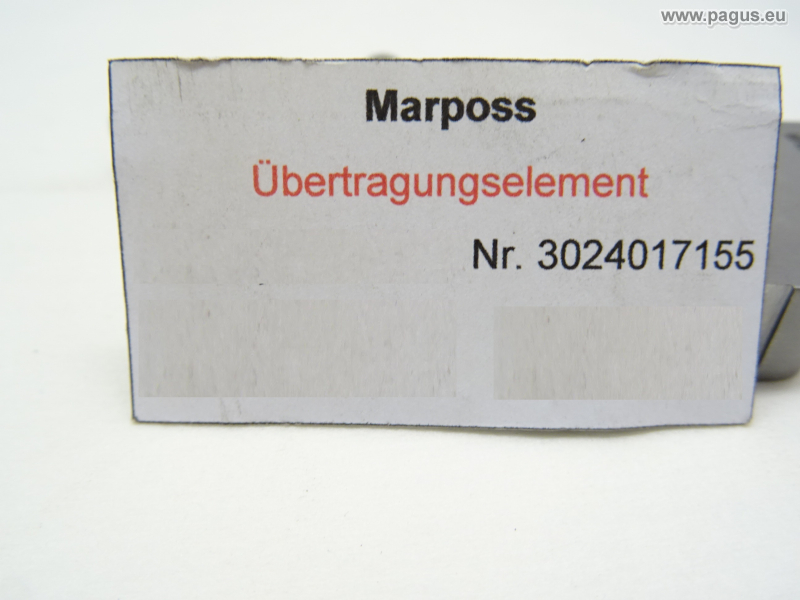 www.pagus.eu
Marposs
Übertragungselement
Nr. 3024017155